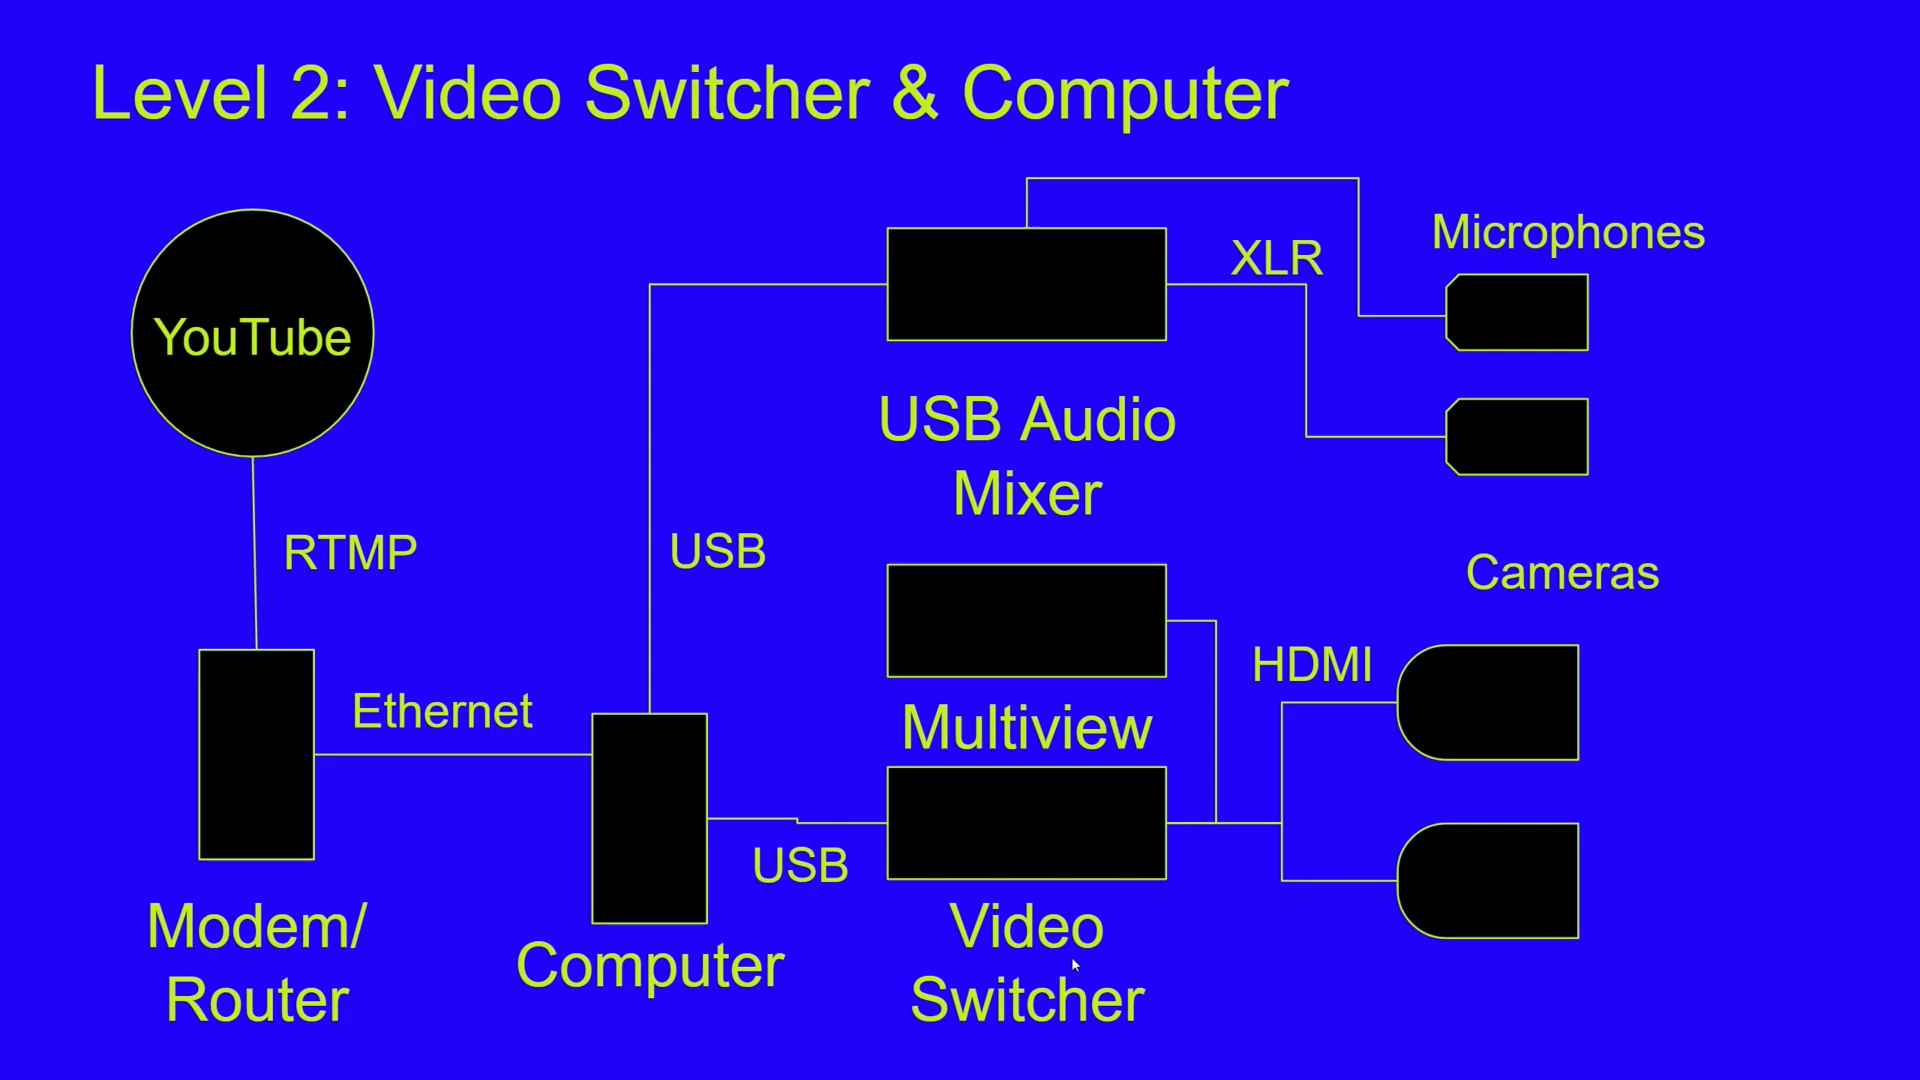 Level 2: Video Switcher & Computer
Microphones
XLR
YouTube
USB Audio
Mixer
RTMP
USB
Cameras
HDMI
Ethernet
Multiview
USB
Video
Switcher
Modem/
Router
Computer